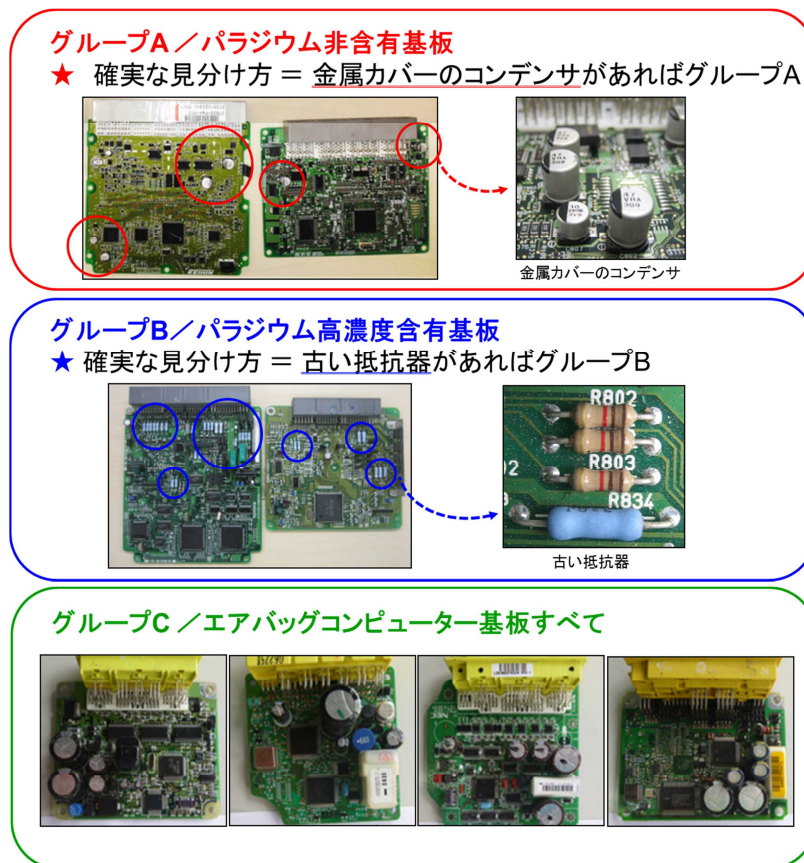 グループA ／パラジウム非含有基板
★ 確実な見分け方 ＝ 金属カバーのコンデンサがあればグループA
KEIHIN
47
VHA
309
金属カバーのコンデンサ
グループB／パラジウム高濃度含有基板
★ 確実な見分け方 ＝ 古い抵抗器があればグループB
R802
R803
R834
古い抵抗器
グループC ／エアバッグコンピューター基板すべて
NEC